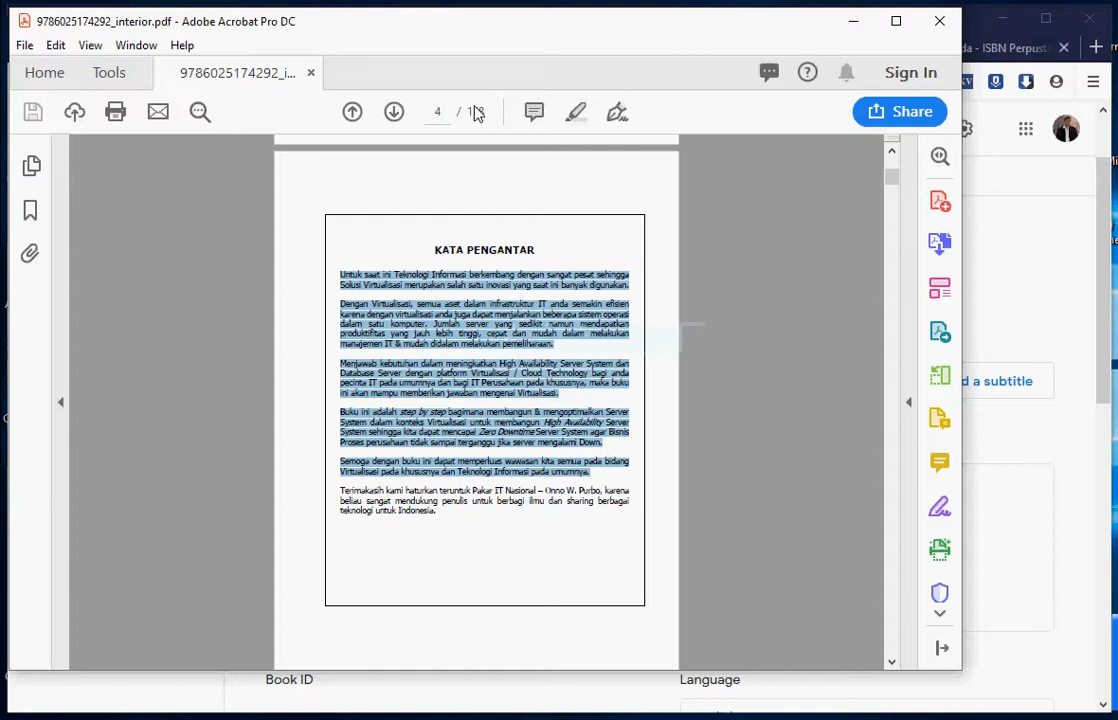 9786025174292_interior.pdf - Adobe Acrobat Pro DC
File Edit View Window Help
da - ISBN Perpust
Home Tools 9786025174292_i... Sign In
4 /
Share
KATA PENGANTAR
Untuk saat ini Teknologi Informasi berkembang dengan sangat pesat sehingga
Solusi Virtualisasi merupakan salah satu inovasi yang saat ini banyak digunakan.
Dengan Virtualisasi, semua aset dalam infrastruktur IT anda semakin efisien
karena dengan virtualisasi anda juga dapat menjalankan beberapa sistem operasi
dalam satu komputer. Jumlah server yang sedikit namun mendapatkan
produktifitas yang jauh lebih tinggi, cepat dan mudah dalam melakukan
manajemen IT & mudah didalam melakukan pemeliharaan.
Menjawab kebutuhan dalam meningkatkan High Availability Server System dan
Database Server dengan platform Virtualisasi / Cloud Technology bagi anda
pecinta IT pada umumnya dan bagi IT Perusahaan pada khususnya, maka buku
ini akan mampu memberikan jawaban mengenai Virtualisasi.
Buku ini adalah step by step bagimana membangun & mengoptimalkan Server
System dalam konteks Virtualisasi untuk membangun High Availability Server
System sehingga kita dapat mencapai Zero Downtime Server System agar Bisnis
Proses perusahaan tidak sampai terganggu jika server mengalami Down.
Semoga dengan buku ini dapat memperluas wawasan kita semua pada bidang
Virtualisasi pada khususnya dan Teknologi Informasi pada umumnya.
Terimakasih kami haturkan teruntuk Pakar IT Nasional – Onno W. Purbo, karena
beliau sangat mendukung penulis untuk berbagi ilmu dan sharing berbagai
teknologi untuk Indonesia.
d a subtitle
Book ID Language